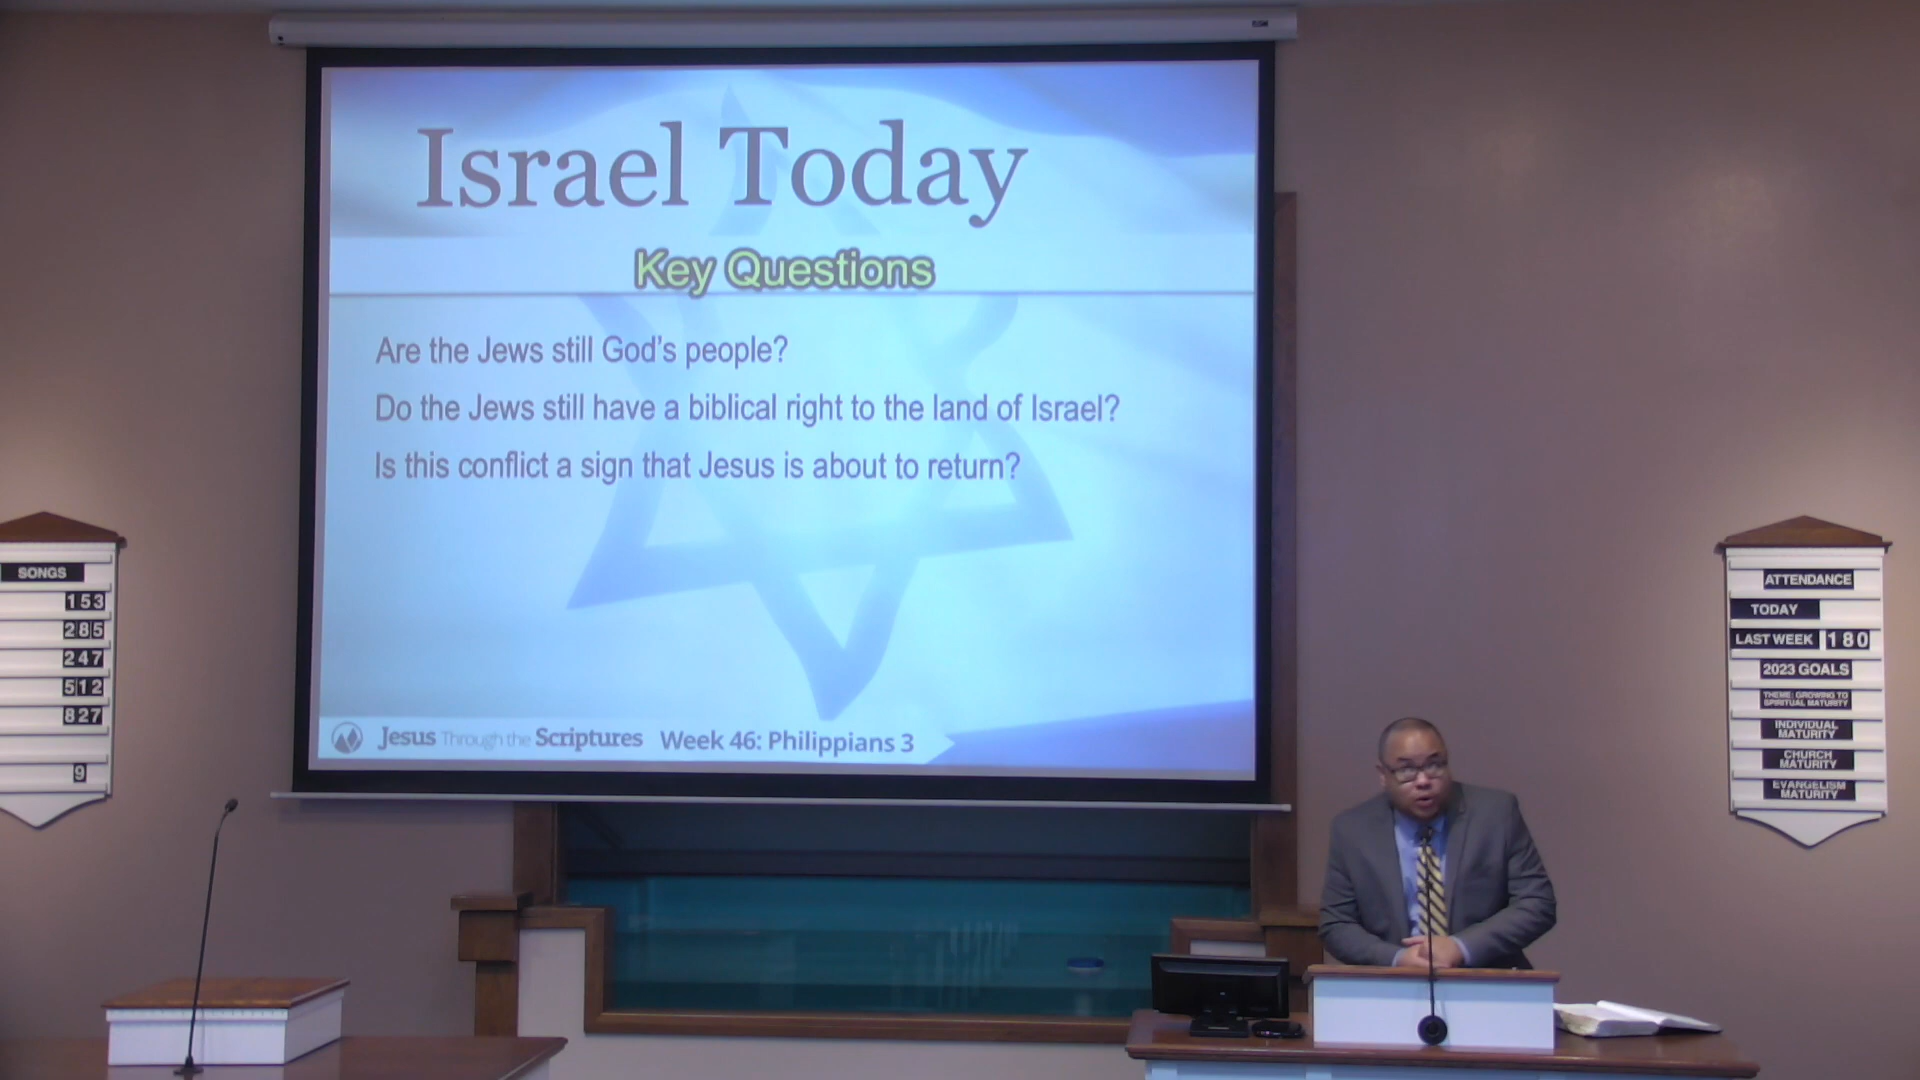 Israel Today
Key Questions
Are the Jews still God's people?
Do the Jews still have a biblical right to the land of Israel?
Is this conflict a sign that Jesus is about to return?
Jesus Through the Scriptures Week 46: Philippians 3
SONGS
153
285
247
512
827
9
ATTENDANCE
TODAY
LAST WEEK 180
2023 GOALS
THEME: GROWING TO
SPIRITUAL MATURITY
INDIVIDUAL
MATURITY
CHURCH
MATURITY
EVANGELISM
MATURITY